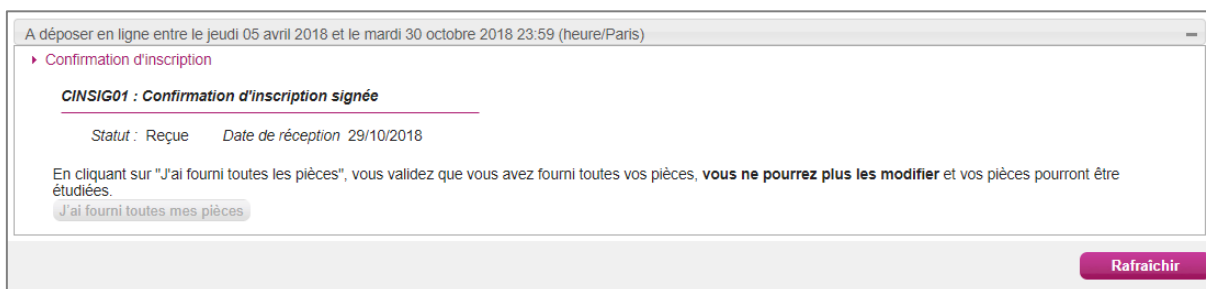 A déposer en ligne entre le jeudi 05 avril 2018 et le mardi 30 octobre 2018 23:59 (heure/Paris)
Confirmation d'inscription
CINSIG01 : Confirmation d'inscription signée
Statut : Reçue Date de réception 29/10/2018
En cliquant sur "J'ai fourni toutes les pièces", vous validez que vous avez fourni toutes vos pièces, vous ne pourrez plus les modifier et vos pièces pourront être
étudiées.
J'ai fourni toutes mes pièces
Rafraîchir